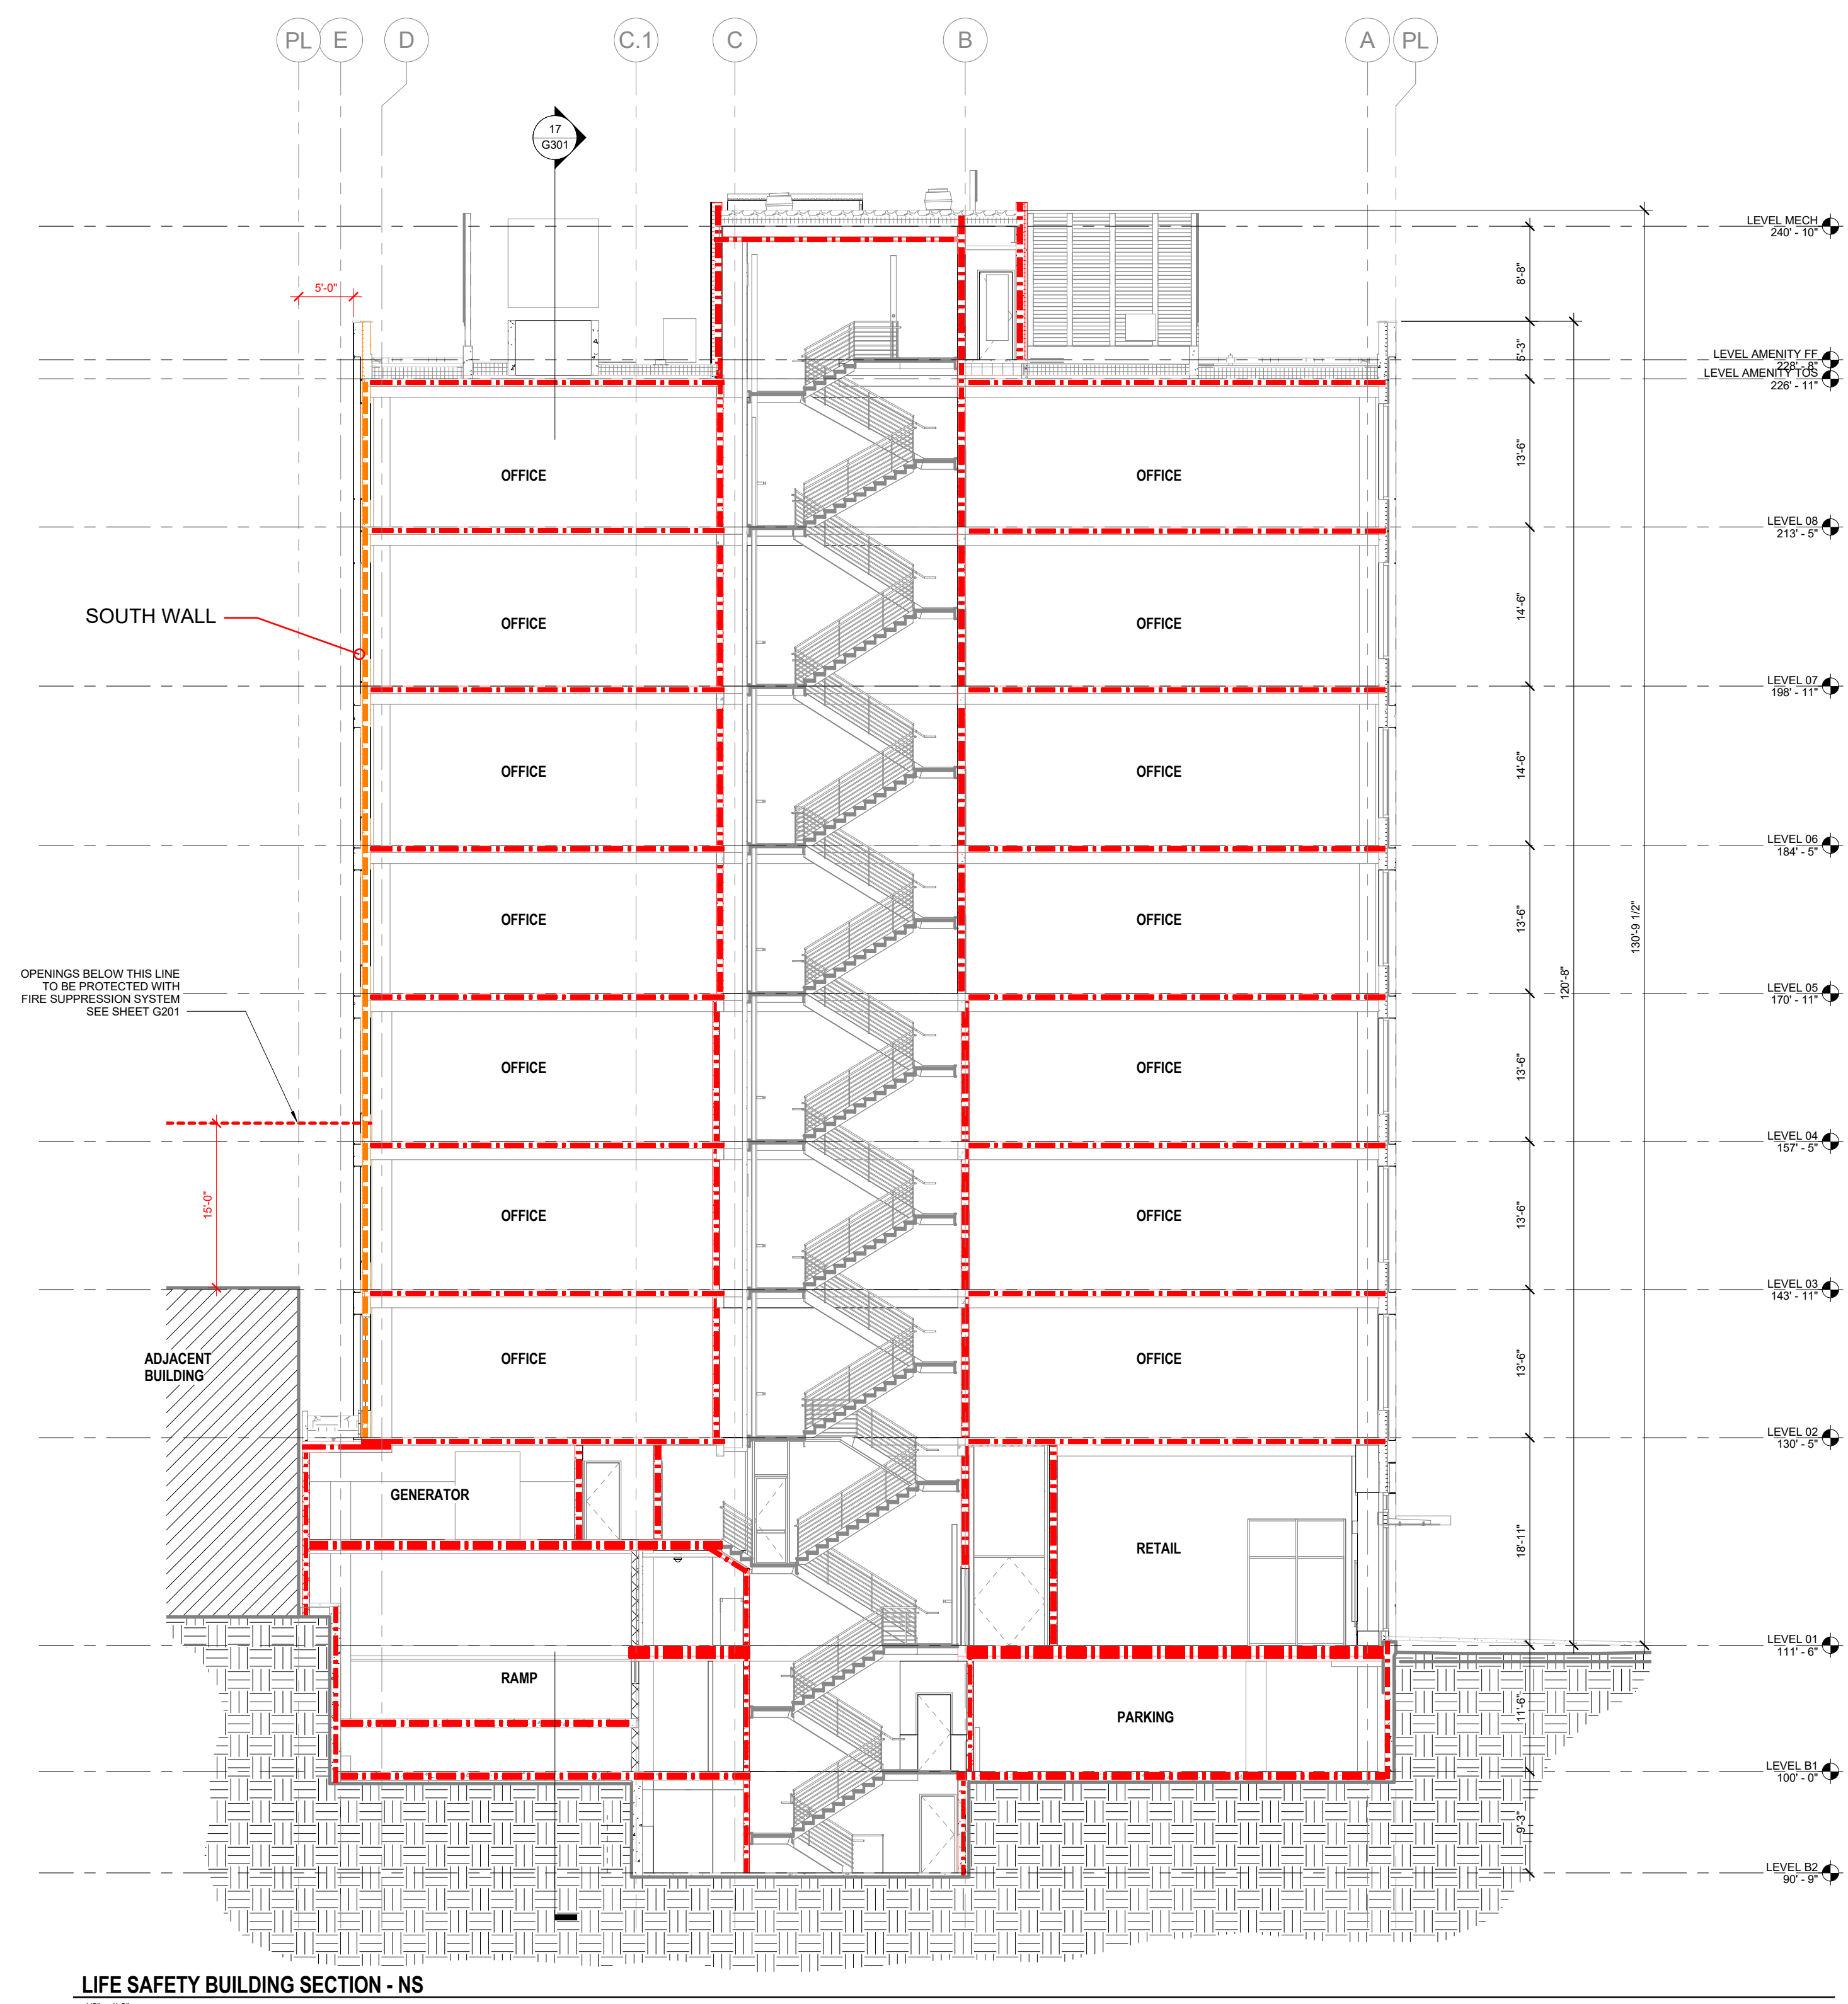 PL E D C.1 C B A PL
17
G301
LEVEL MECH
240' - 10"
5'-0"
8'-8"
5'-3"
LEVEL AMENITY FF
228' - 8"
LEVEL AMENITY TOS
226' - 11"
OFFICE OFFICE 13'-6"
LEVEL 08
213' - 5"
SOUTH WALL
OFFICE OFFICE 14'-6"
LEVEL 07
198' - 11"
OFFICE OFFICE 14'-6"
LEVEL 06
184' - 5"
OFFICE OFFICE 13'-6"
130'-9 1/2"
120'-8"
OPENINGS BELOW THIS LINE
TO BE PROTECTED WITH
FIRE SUPPRESSION SYSTEM
SEE SHEET G201
LEVEL 05
170' - 11"
OFFICE OFFICE 13'-6"
LEVEL 04
157' - 5"
15'-0"
OFFICE OFFICE 13'-6"
LEVEL 03
143' - 11"
ADJACENT
BUILDING
OFFICE OFFICE 13'-6"
LEVEL 02
130' - 5"
GENERATOR
RETAIL 18'-11"
LEVEL 01
111' - 6"
RAMP
PARKING 11'-6"
LEVEL B1
100' - 0"
9'-3"
LEVEL B2
90' - 9"
LIFE SAFETY BUILDING SECTION - NS